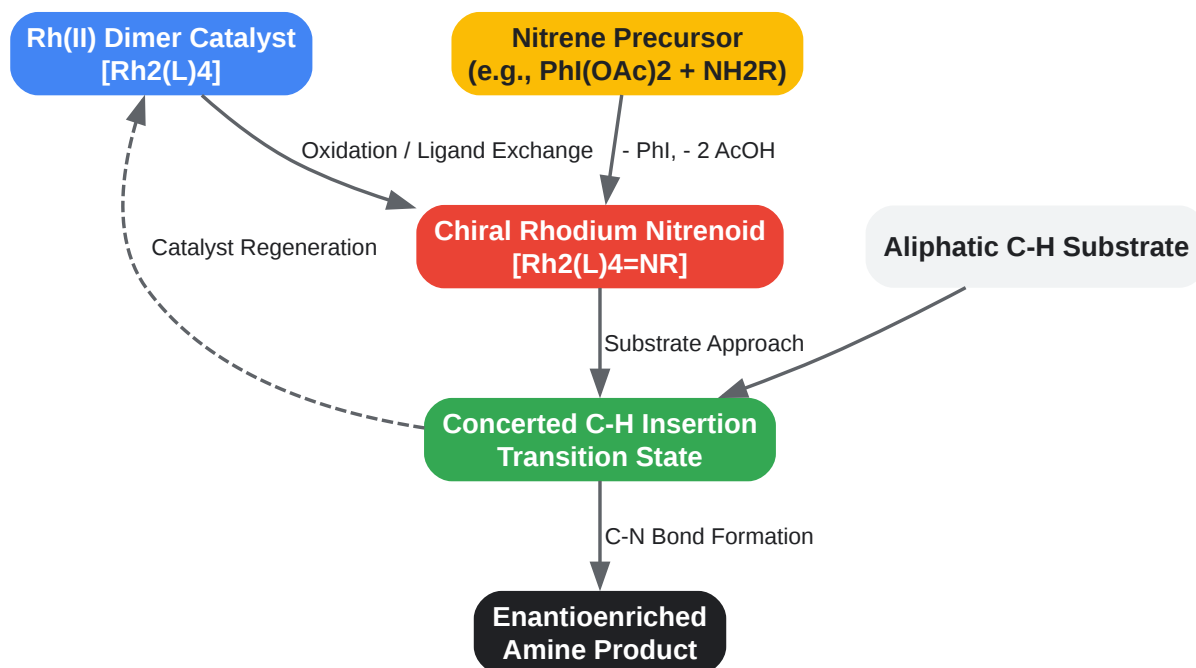 Rh(II) Dimer Catalyst
[Rh2(L)4]
Nitrene Precursor
(e.g., PhI(OAc)2 + NH2R)
Oxidation / Ligand Exchange
- PhI, - 2 AcOH
Catalyst Regeneration
Chiral Rhodium Nitrenoid
[Rh2(L)4=NR]
Aliphatic C-H Substrate
Substrate Approach
Concerted C-H Insertion
Transition State
C-N Bond Formation
Enantioenriched
Amine Product